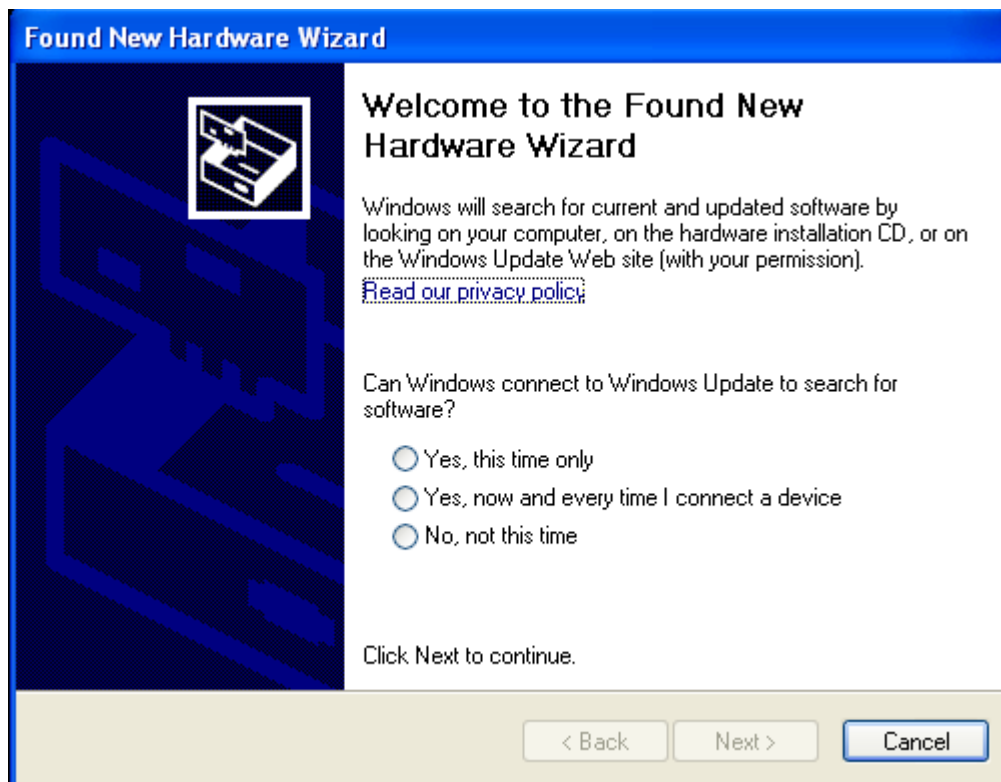 Found New Hardware Wizard
Welcome to the Found New
Hardware Wizard
Windows will search for current and updated software by
looking on your computer, on the hardware installation CD, or on
the Windows Update Web site (with your permission).
Read our privacy policy
Can Windows connect to Windows Update to search for
software?
Yes, this time only
Yes, now and every time I connect a device
No, not this time
Click Next to continue.
< Back
Next >
Cancel